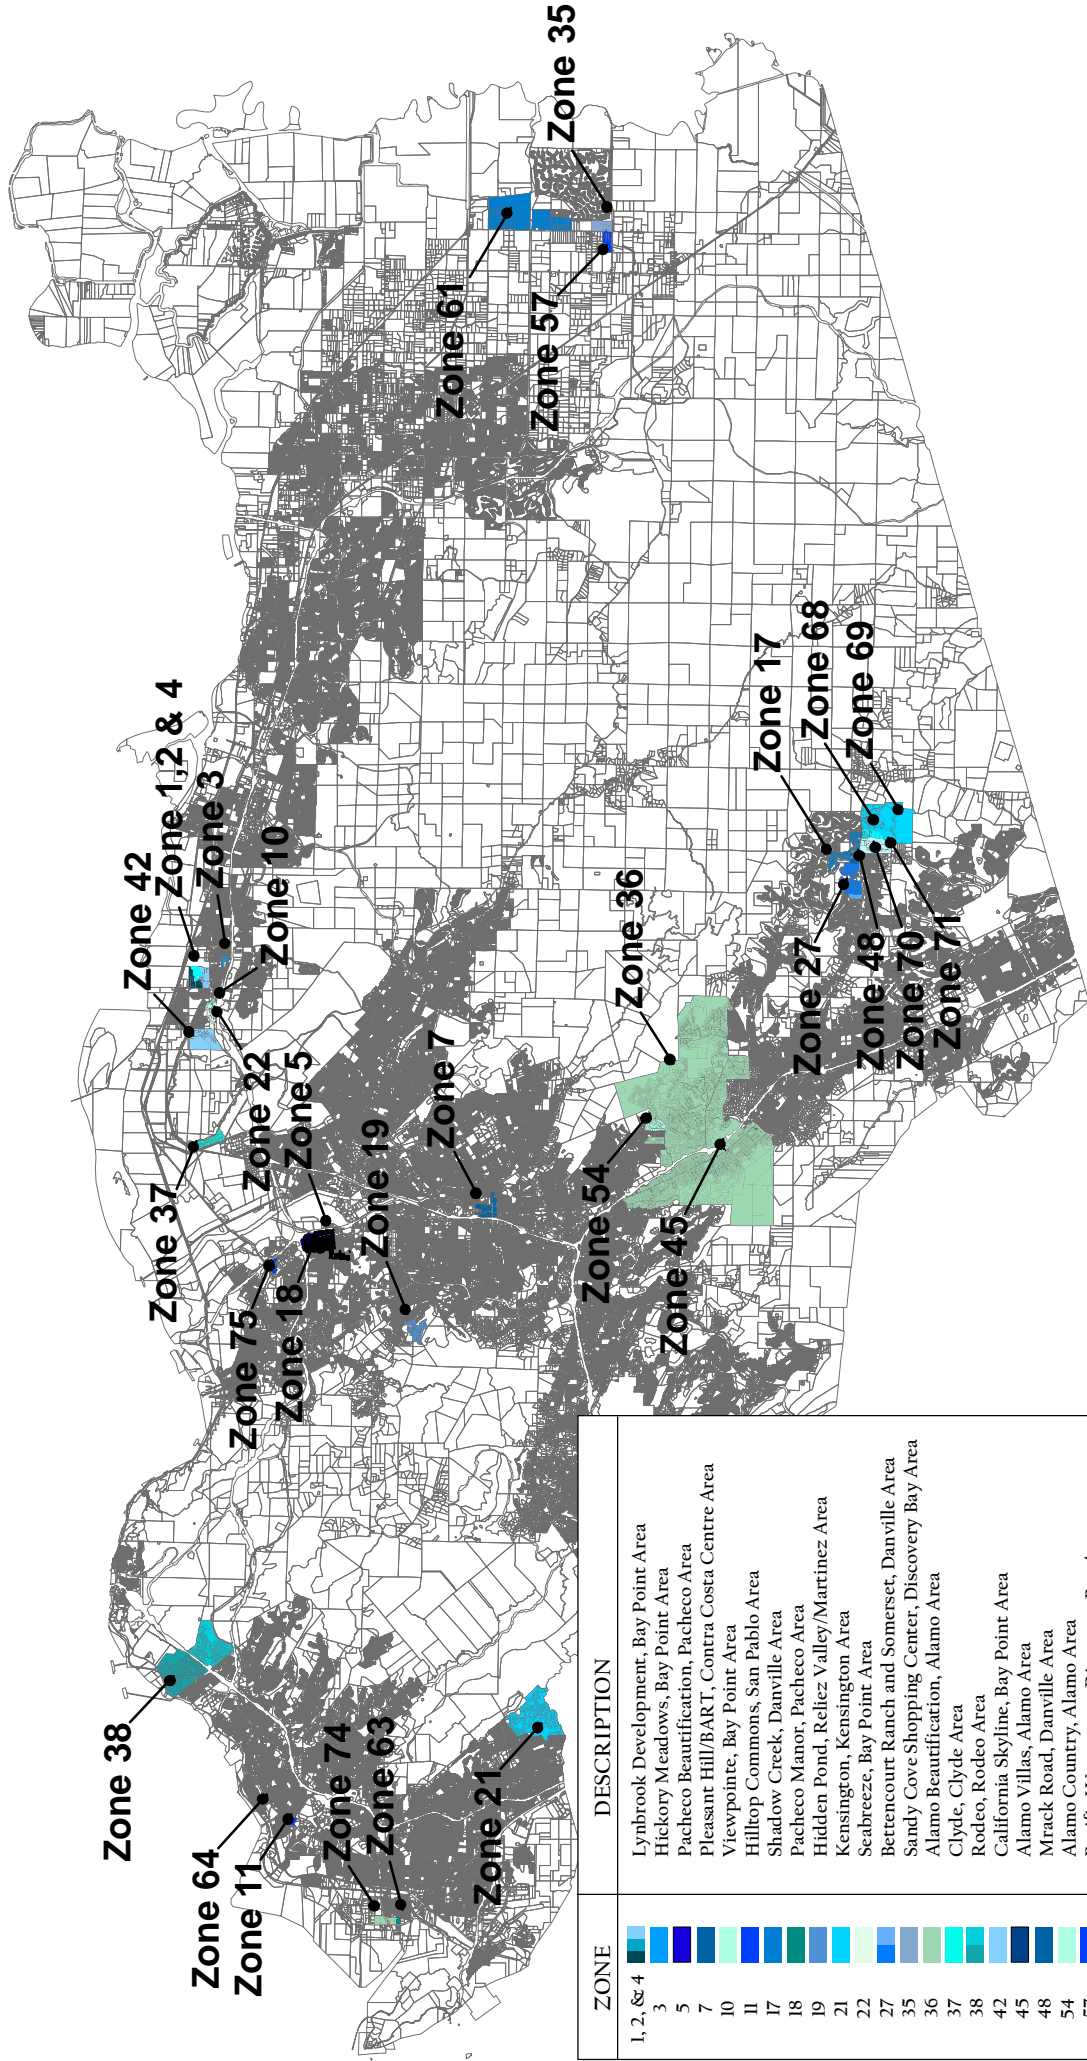 Zone 38
Zone 64
Zone 11
Zone 74
Zone 63
Zone 21
Zone 37
Zone 75
Zone 18
Zone 42
Zone 1,2 & 4
Zone 3
Zone 10
Zone 22
Zone 5
Zone 19
Zone 7
Zone 54
Zone 45
Zone 36
Zone 61
Zone 57
Zone 35
Zone 17
Zone 68
Zone 69
Zone 27
Zone 48
Zone 70
Zone 71
ZONE DESCRIPTION
1, 2, & 4 Lynbrook Development, Bay Point Area
3 Hickory Meadows, Bay Point Area
5 Pacheco Beautification, Pacheco Area
7 Pleasant Hill/BART, Contra Costa Centre Area
10 Viewpointe, Bay Point Area
11 Hilltop Commons, San Pablo Area
17 Shadow Creek, Danville Area
18 Pacheco Manor, Pacheco Area
19 Hidden Pond, Reliez Valley/Martinez Area
21 Kensington, Kensington Area
22 Seabreeze, Bay Point Area
27 Bettencourt Ranch and Somerset, Danville Area
35 Sandy Cove Shopping Center, Discovery Bay Area
36 Alamo Beautification, Alamo Area
37 Clyde, Clyde Area
38 Rodeo, Rodeo Area
42 California Skyline, Bay Point Area
45 Alamo Villas, Alamo Area
48 Mrack Road, Danville Area
54 Alamo Country, Alamo Area
57